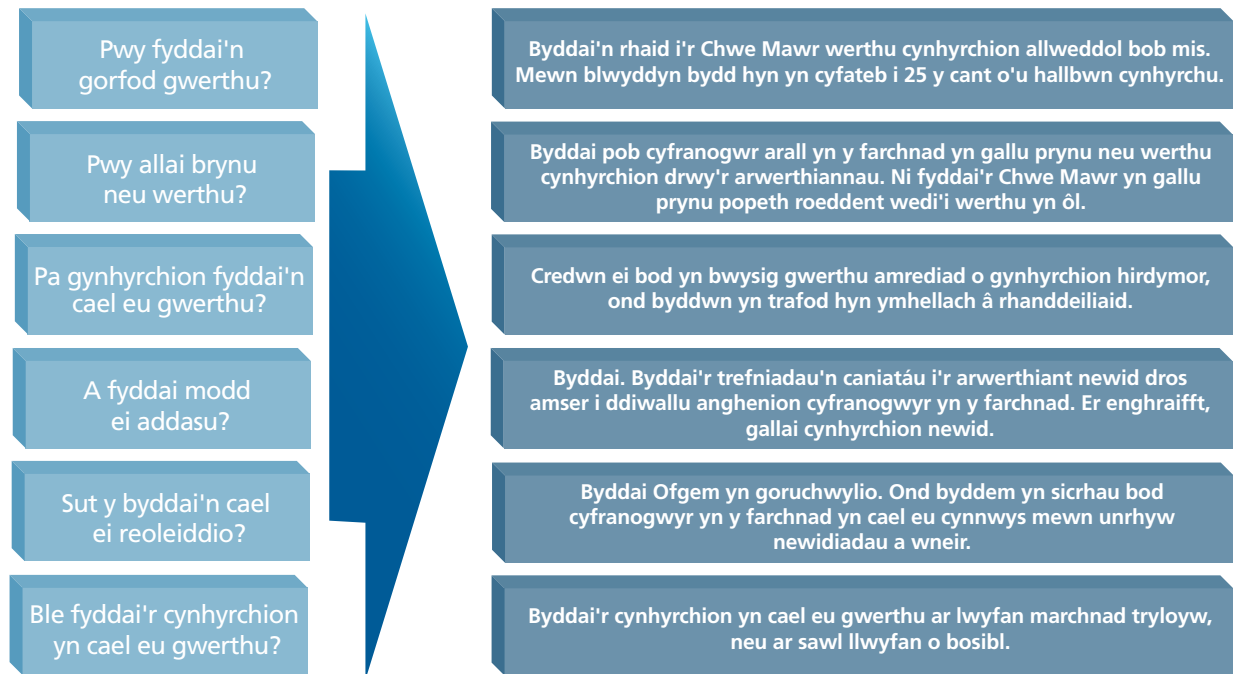 Pwy fyddai'n
gorfod gwerthu?
Byddai'n rhaid i'r Chwe Mawr werthu cynhyrchion allweddol bob mis.
Mewn blwyddyn bydd hyn yn cyfateb i 25 y cant o'u hallbwn cynhyrchu.
Pwy allai brynu
neu werthu?
Byddai pob cyfranogwr arall yn y farchnad yn gallu prynu neu werthu
cynhyrchion drwy'r arwerthiannau. Ni fyddai'r Chwe Mawr yn gallu
prynu popeth roeddent wedi'i werthu yn ôl.
Pa gynhyrchion fyddai'n
cael eu gwerthu?
Credwn ei bod yn bwysig gwerthu amrediad o gynhyrchion hirdymor,
ond byddwn yn trafod hyn ymhellach â rhanddeiliaid.
A fyddai modd
ei addasu?
Byddai. Byddai'r trefniadau'n caniatáu i'r arwerthiant newid dros
amser i ddiwallu anghenion cyfranogwyr yn y farchnad. Er enghraifft,
gallai cynhyrchion newid.
Sut y byddai'n cael
ei reoleiddio?
Byddai Ofgem yn goruchwylio. Ond byddem yn sicrhau bod
cyfranogwyr yn y farchnad yn cael eu cynnwys mewn unrhyw
newidiadau a wneir.
Ble fyddai'r cynhyrchion
yn cael eu gwerthu?
Byddai'r cynhyrchion yn cael eu gwerthu ar lwyfan marchnad tryloyw,
neu ar sawl llwyfan o bosibl.